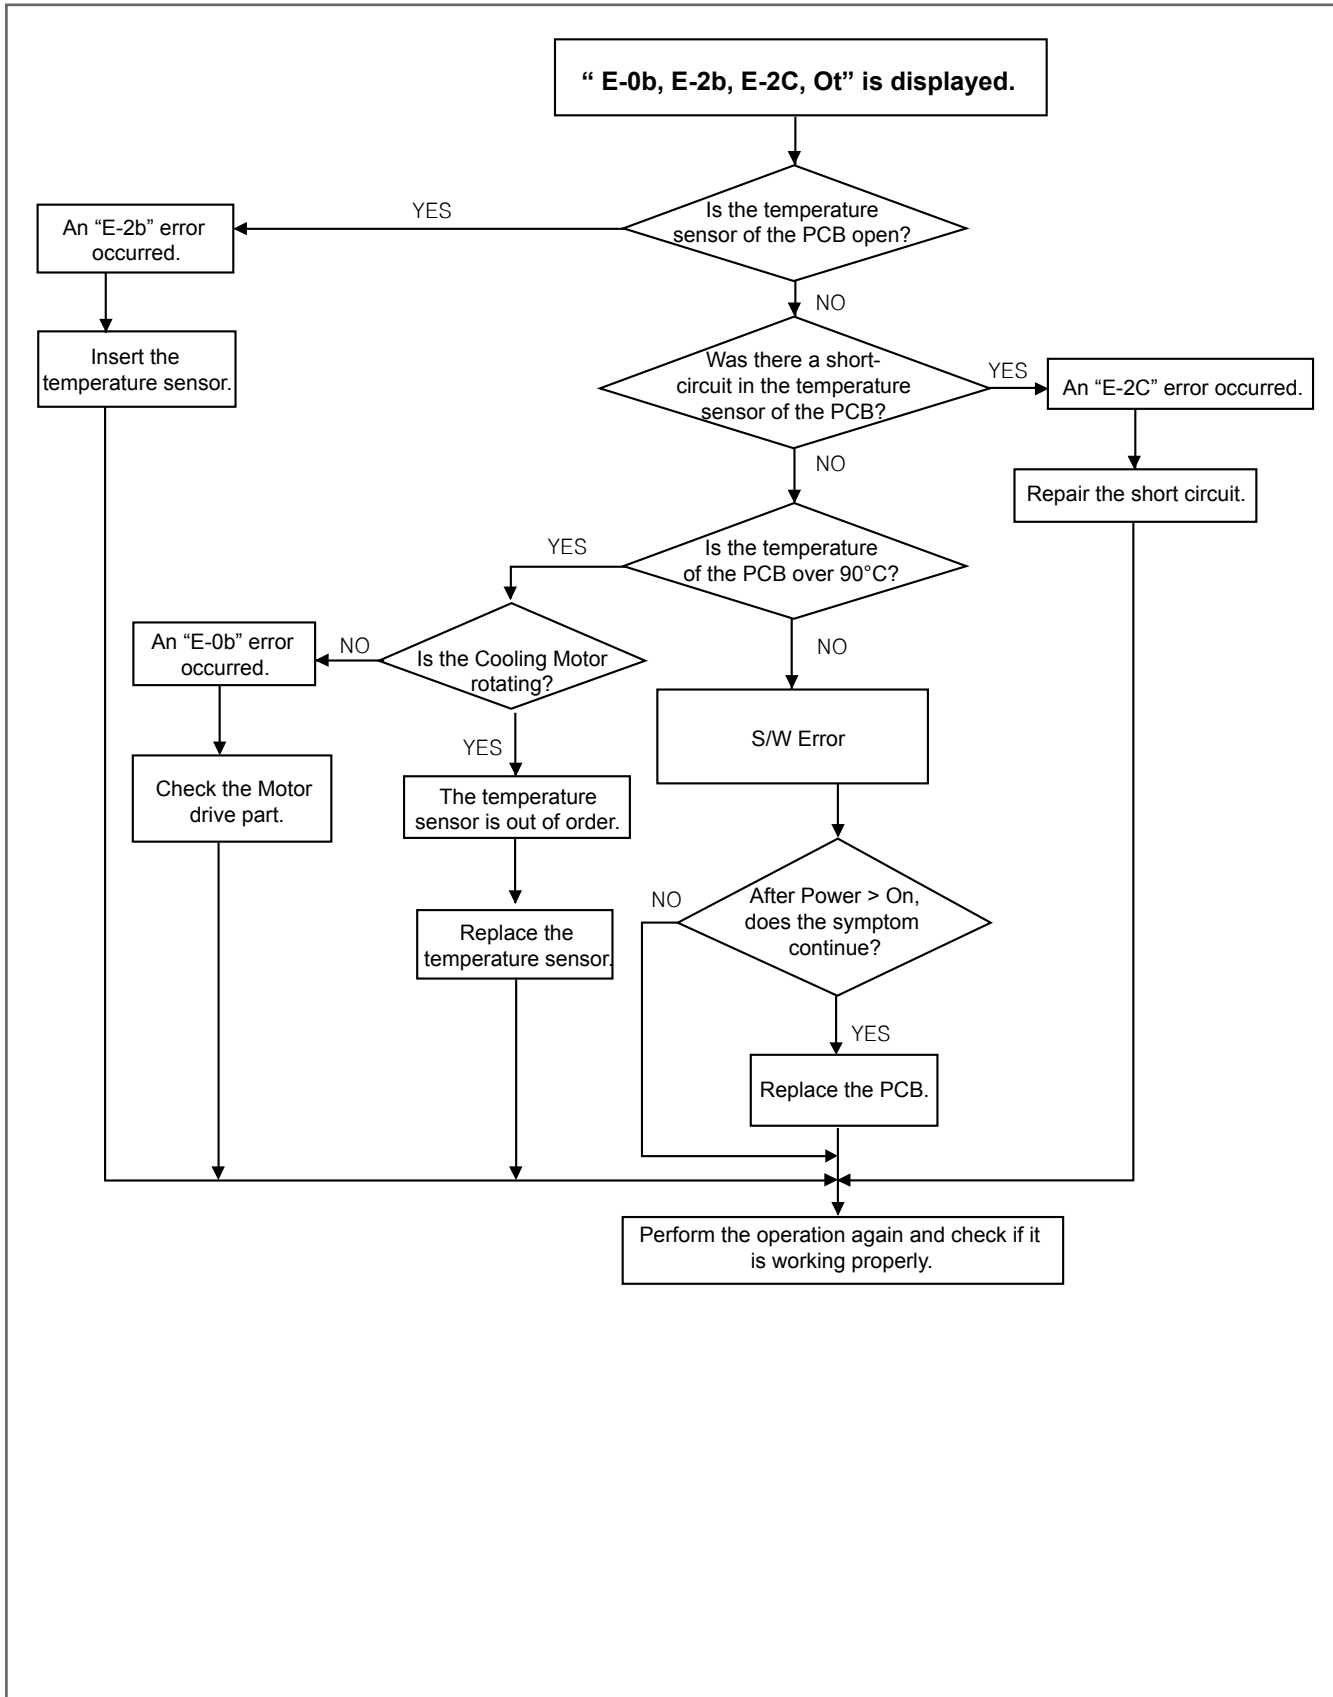 “ E-0b, E-2b, E-2C, Ot” is displayed.
Is the temperature
sensor of the PCB open?
YES
An “E-2b” error
occurred.
Insert the
temperature sensor.
NO
Was there a short-
circuit in the temperature
sensor of the PCB?
YES
An “E-2C” error occurred.
Repair the short circuit.
NO
Is the temperature
of the PCB over 90°C?
YES
Is the Cooling Motor
rotating?
NO
An “E-0b” error
occurred.
Check the Motor
drive part.
YES
The temperature
sensor is out of order.
Replace the
temperature sensor.
NO
S/W Error
After Power > On,
does the symptom
continue?
NO
YES
Replace the PCB.
Perform the operation again and check if it
is working properly.